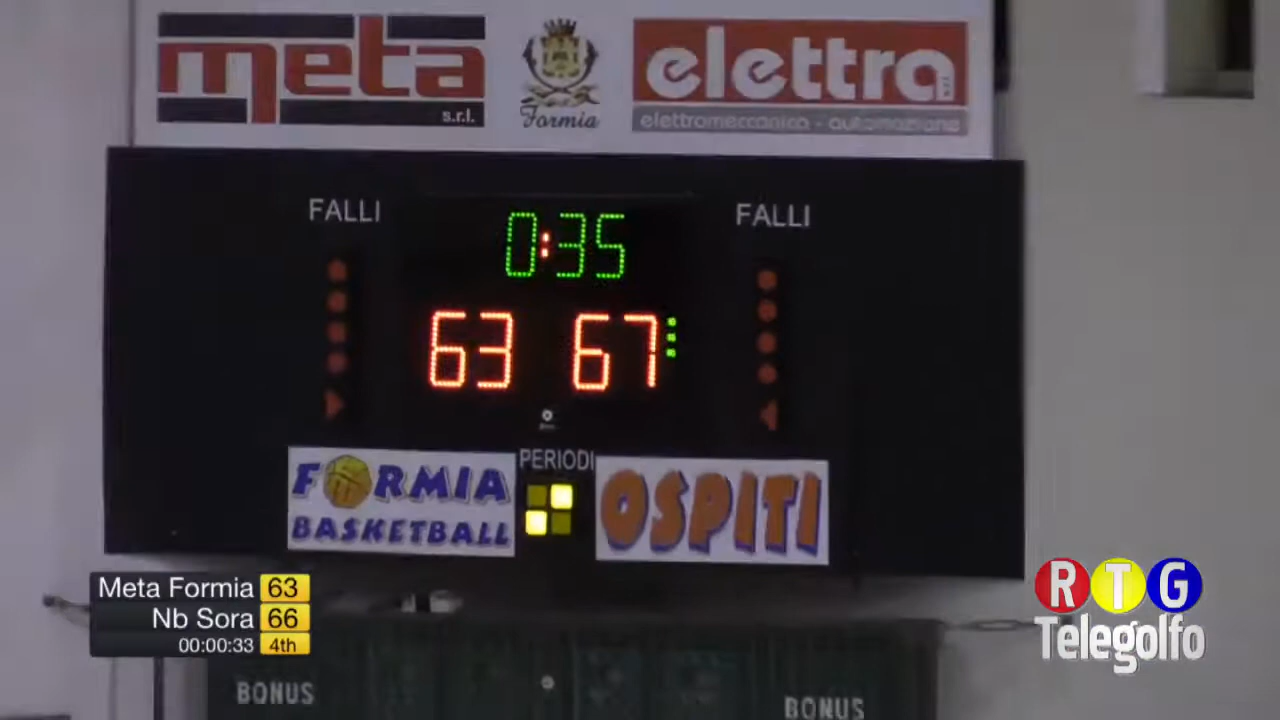 meta
s.r.l.
Formia
elettra
s.r.l.
elettromeccanica - automazione
FALLI
0:35
FALLI
63
67
PERIODI
FORMIA
BASKETBALL
OSPITI
Meta Formia 63
Nb Sora 66
00:00:33 4th
RTG
Telegolfo
BONUS
BONUS